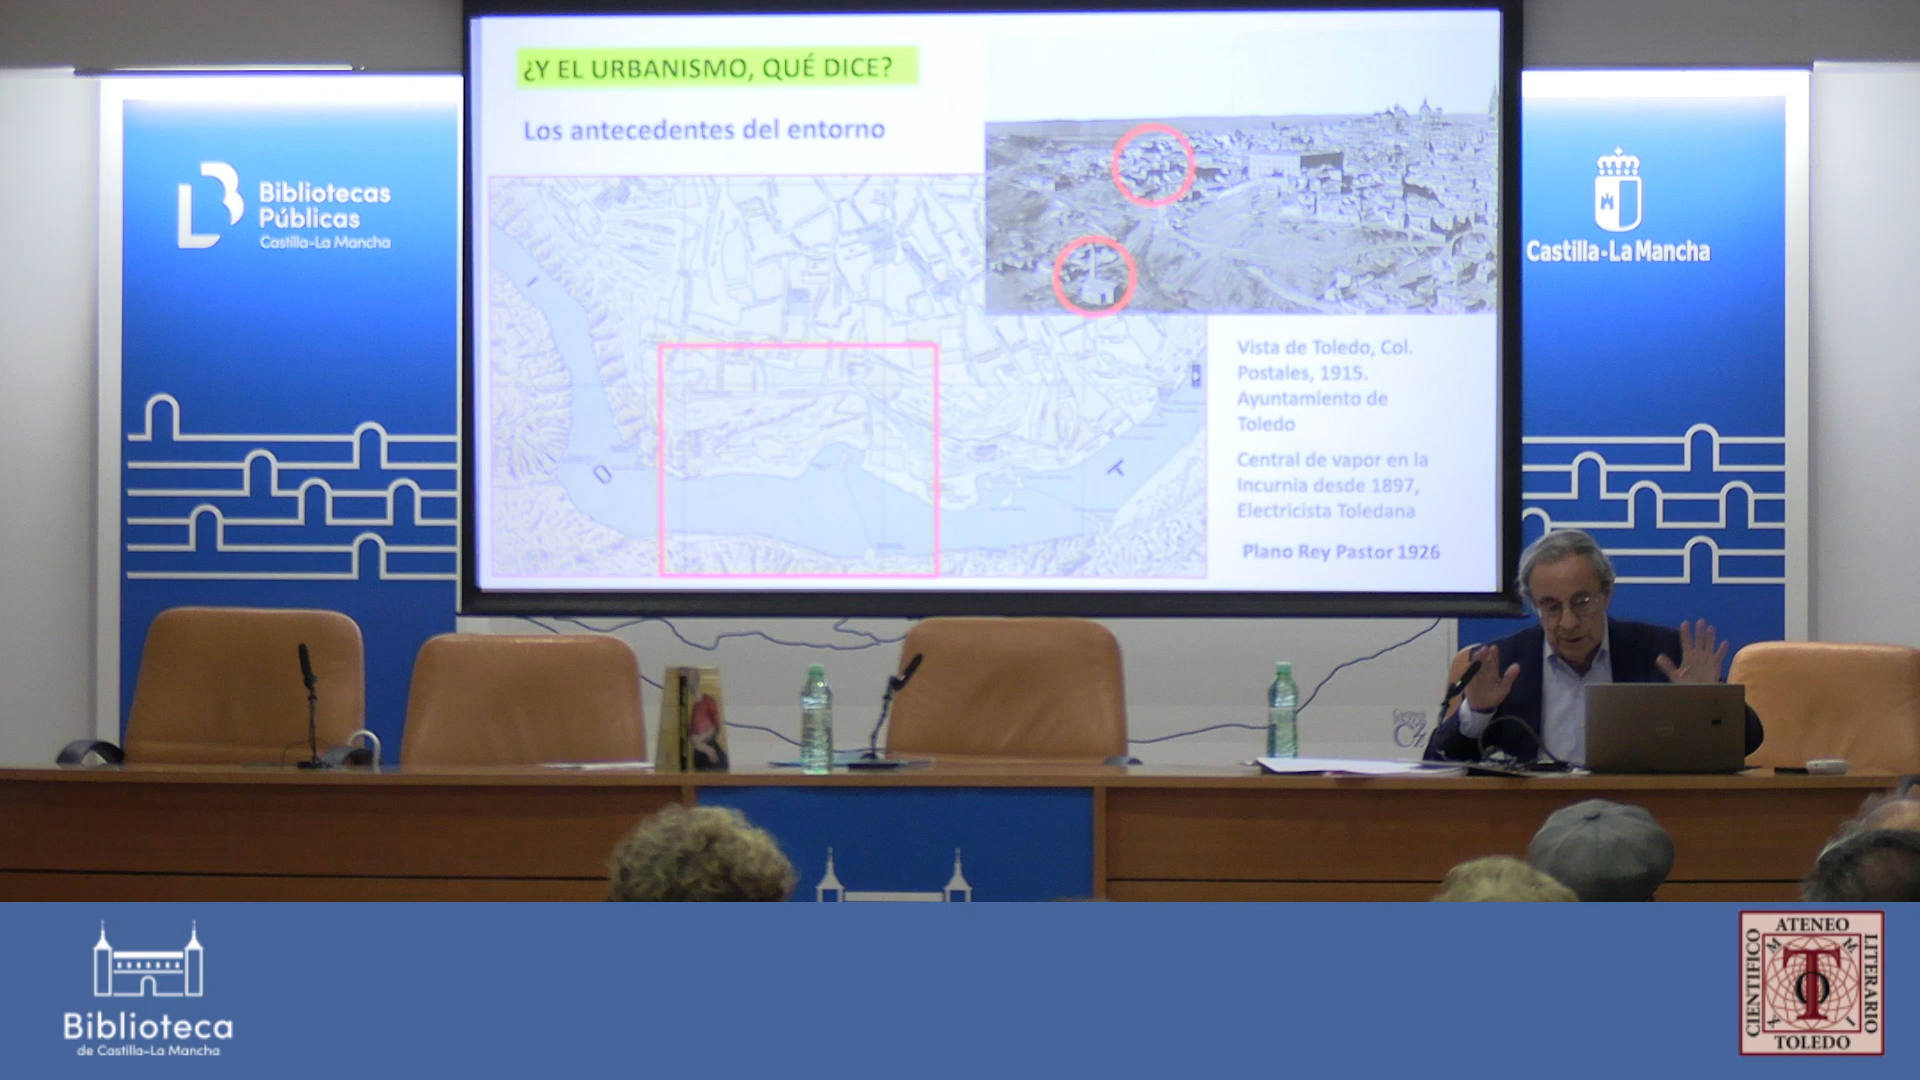 ¿Y EL URBANISMO, QUÉ DICE?
Los antecedentes del entorno
Bibliotecas
Públicas
Castilla-La Mancha
Castilla-La Mancha
T
O
T
Vista de Toledo, Col.
Postales, 1915.
Ayuntamiento de
Toledo
Central de vapor en la
Incurnia desde 1897,
Electricista Toledana
Plano Rey Pastor 1926
Biblioteca
de Castilla-La Mancha
ATENEO
CIENTIFICO
LITERARIO
TOLEDO